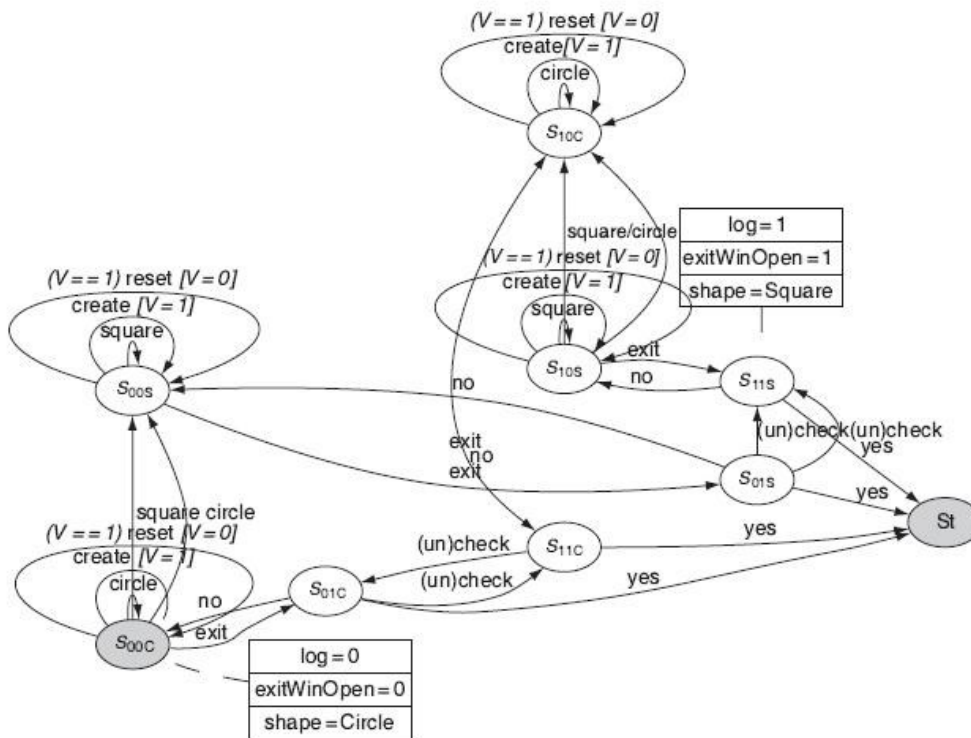 (V==1) reset [V=0]
create[V=1]
circle
S10C
square/circle
log=1
exitWinOpen=1
shape=Square
(V==1) reset [V=0]
create [V=1]
square
S10S
exit
no
S11S
(V==1) reset [V=0]
create [V=1]
square
S00S
no
(un)check(un)check
yes
exit
no
exit
S01S
yes
St
square circle
(V==1) reset [V=0]
create [V=1]
circle
S00C
no
exit
S01C
(un)check
(un)check
S11C
yes
yes
log=0
exitWinOpen=0
shape=Circle